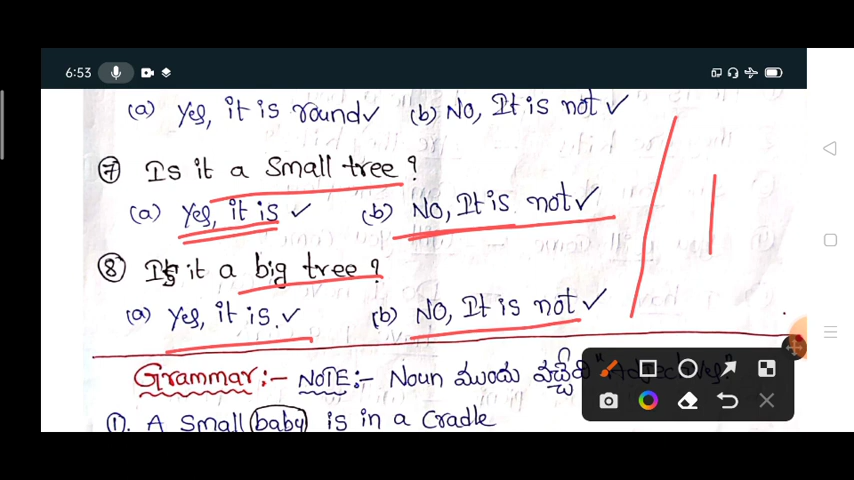 6:53
(a) Yes, it is round✓ (b) No, It is not ✓
⑦ Is it a Small tree ?
(a) Yes, it is ✓ (b) No, It is not ✓
⑧ Is it a big tree ?
(a) Yes, it is. ✓ (b) No, It is not ✓
Grammar:- NOTE:- Noun ముందు వచ్చేది "Adjectives"
①. A Small baby is in a Cradle